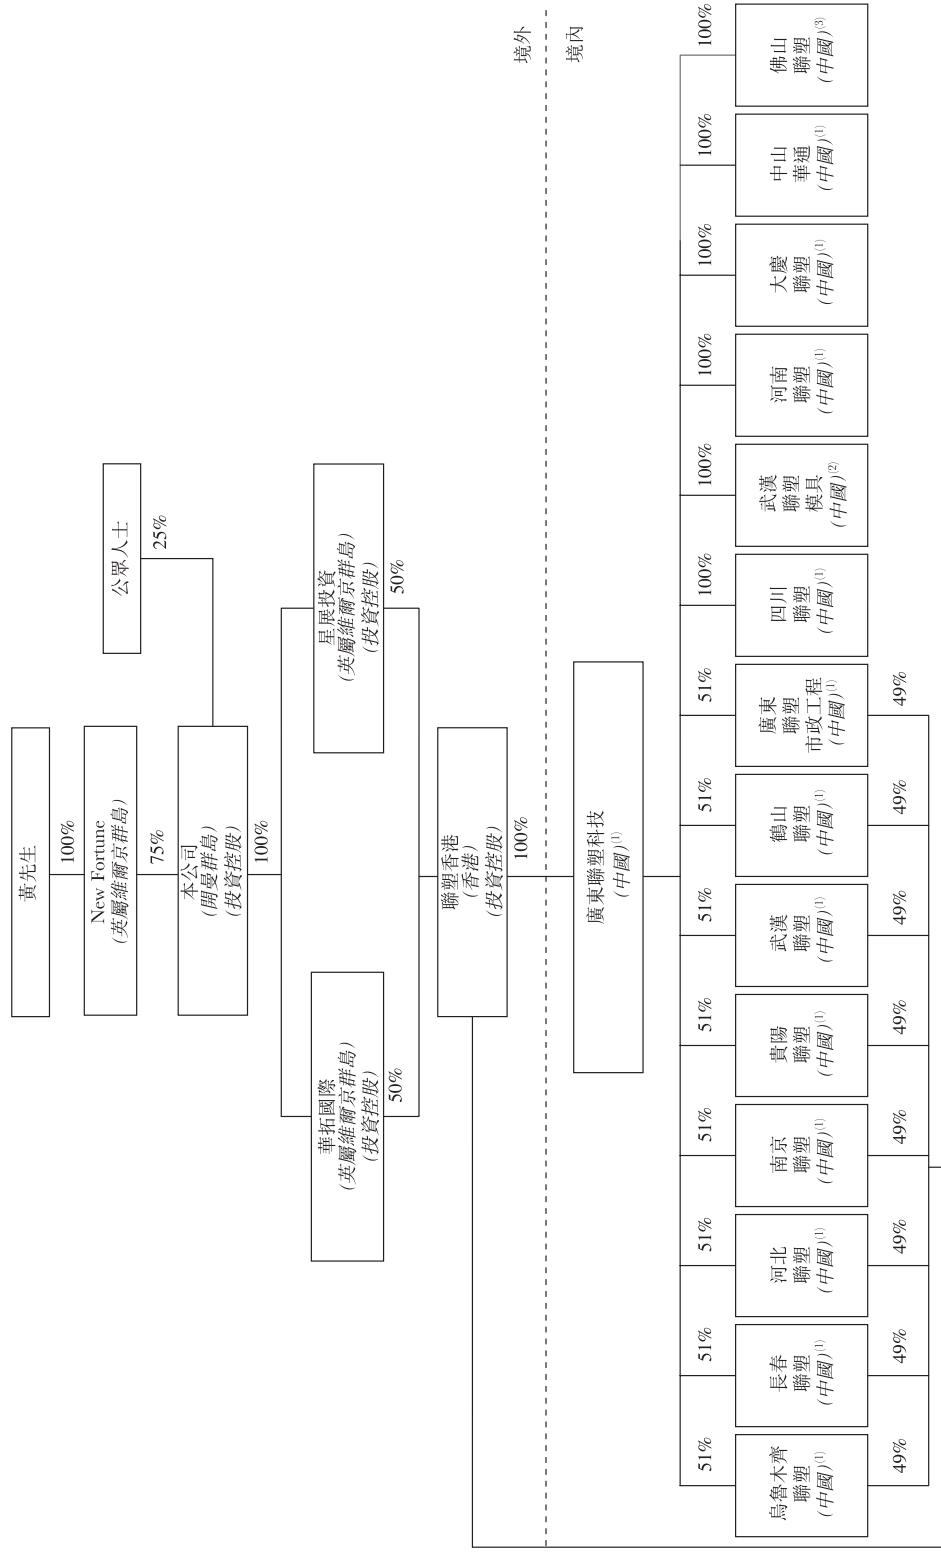 黃先生
100%
New Fortune
(英屬維爾京群島)
75%
公眾人士
25%
本公司
(開曼群島)
(投資控股)
100%
華拓國際
(英屬維爾京群島)
(投資控股)
50%
星展投資
(英屬維爾京群島)
(投資控股)
50%
聯塑香港
(香港)
(投資控股)
100%
境外
境內
廣東聯塑科技
(中國)(1)
51%
51%
51%
51%
51%
51%
51%
51%
100%
100%
100%
100%
100%
100%
烏魯木齊
聯塑
(中國)(1)
長春
聯塑
(中國)(1)
河北
聯塑
(中國)(1)
南京
聯塑
(中國)(1)
貴陽
聯塑
(中國)(1)
武漢
聯塑
(中國)(1)
鶴山
聯塑
(中國)(1)
廣東
聯塑
市政工程
(中國)(1)
四川
聯塑
(中國)(1)
武漢
聯塑
模具
(中國)(2)
河南
聯塑
(中國)(1)
大慶
聯塑
(中國)(1)
中山
華通
(中國)(1)
佛山
聯塑
(中國)(3)
49%
49%
49%
49%
49%
49%
49%
49%